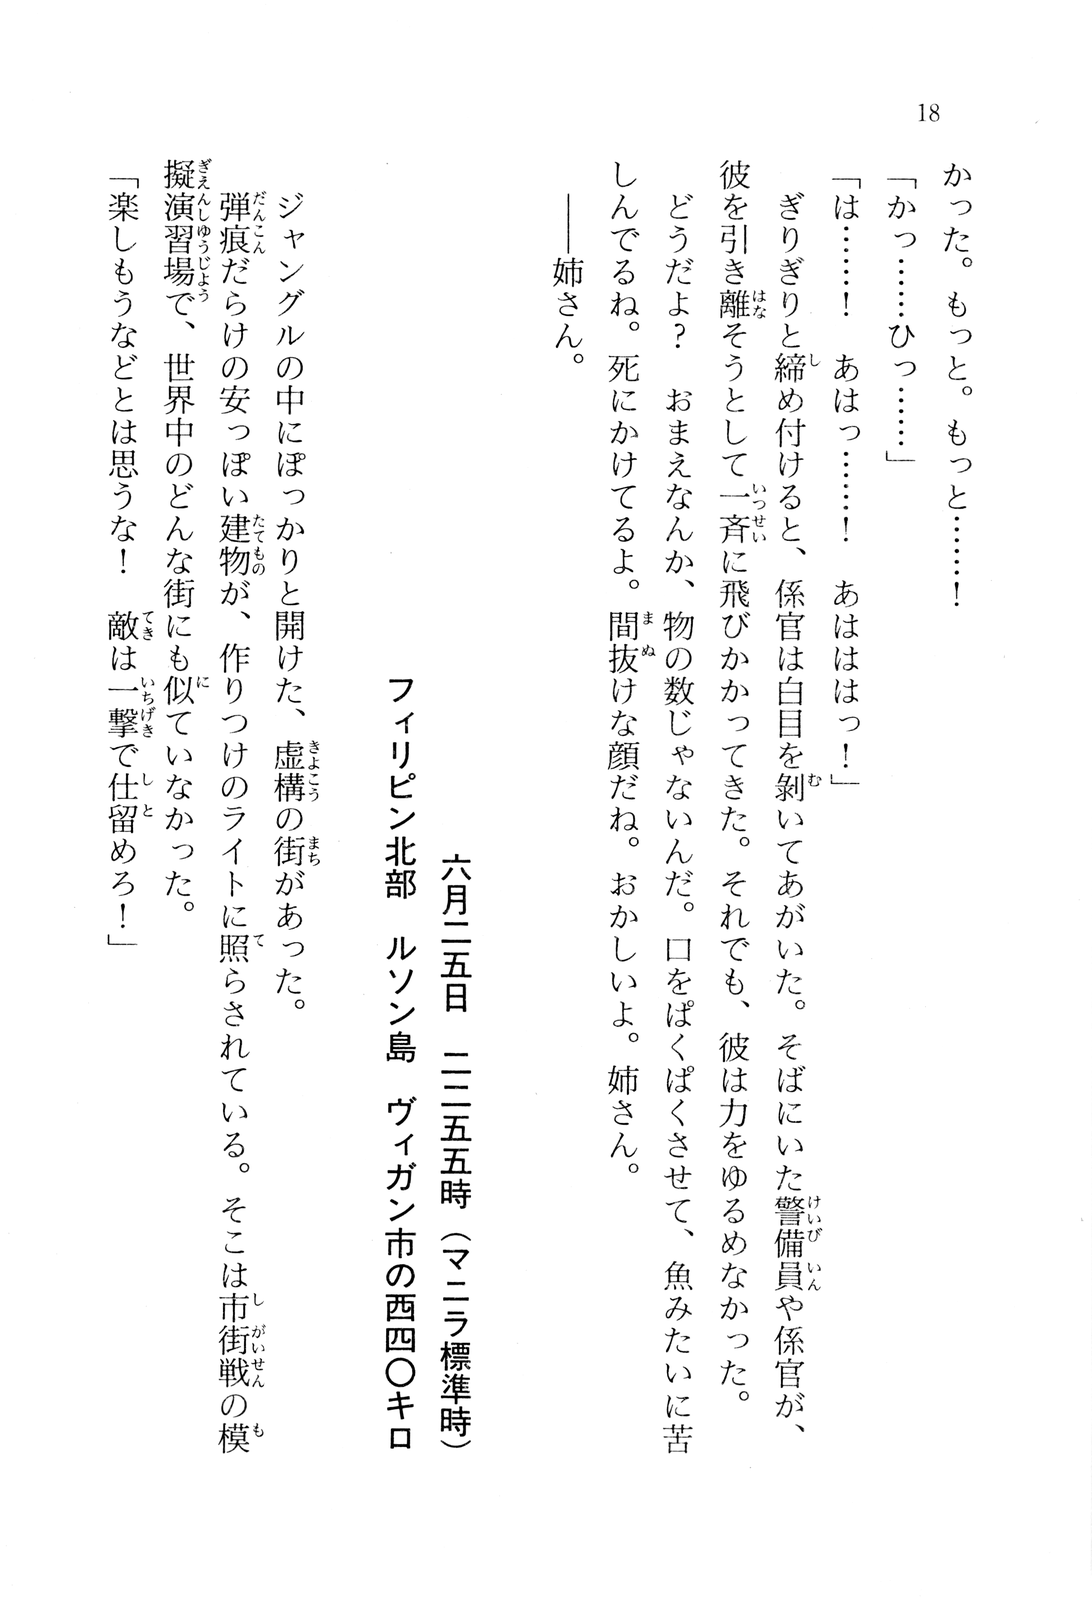 18
かった。もっと。もっと……！
「かっ……ひっ……」
「は……！　あはっ……！　あははは っ！」
　ぎりぎりと締め付けると、係官は白目を剝いてあがいた。そばにいた警備員や係官が、
彼を引き離そうとして一斉に飛びかかってきた。それでも、彼は力をゆるめなかった。
　どうだよ？　おまえなんか、物の数じゃないんだ。口をぱくぱくさせて、魚みたいに苦
しんでるね。死にかけてるよ。間抜けな顔だね。おかしいよ。姉さん。
　――姉さん。
六月二五日　二二五五時（マニラ標準時）
フィリピン北部　ルソン島　ヴィガン市の西四〇キロ
　ジャングルの中にぽっかりと開けた、虚構の街があった。
　弾痕だらけの安っぽい建物が、作りつけのライトに照らされている。そこは市街戦の模
擬演習場で、世界中のどんな街にも似ていなかった。
「楽しもうなどとは思うな！　敵は一撃で仕留めろ！」